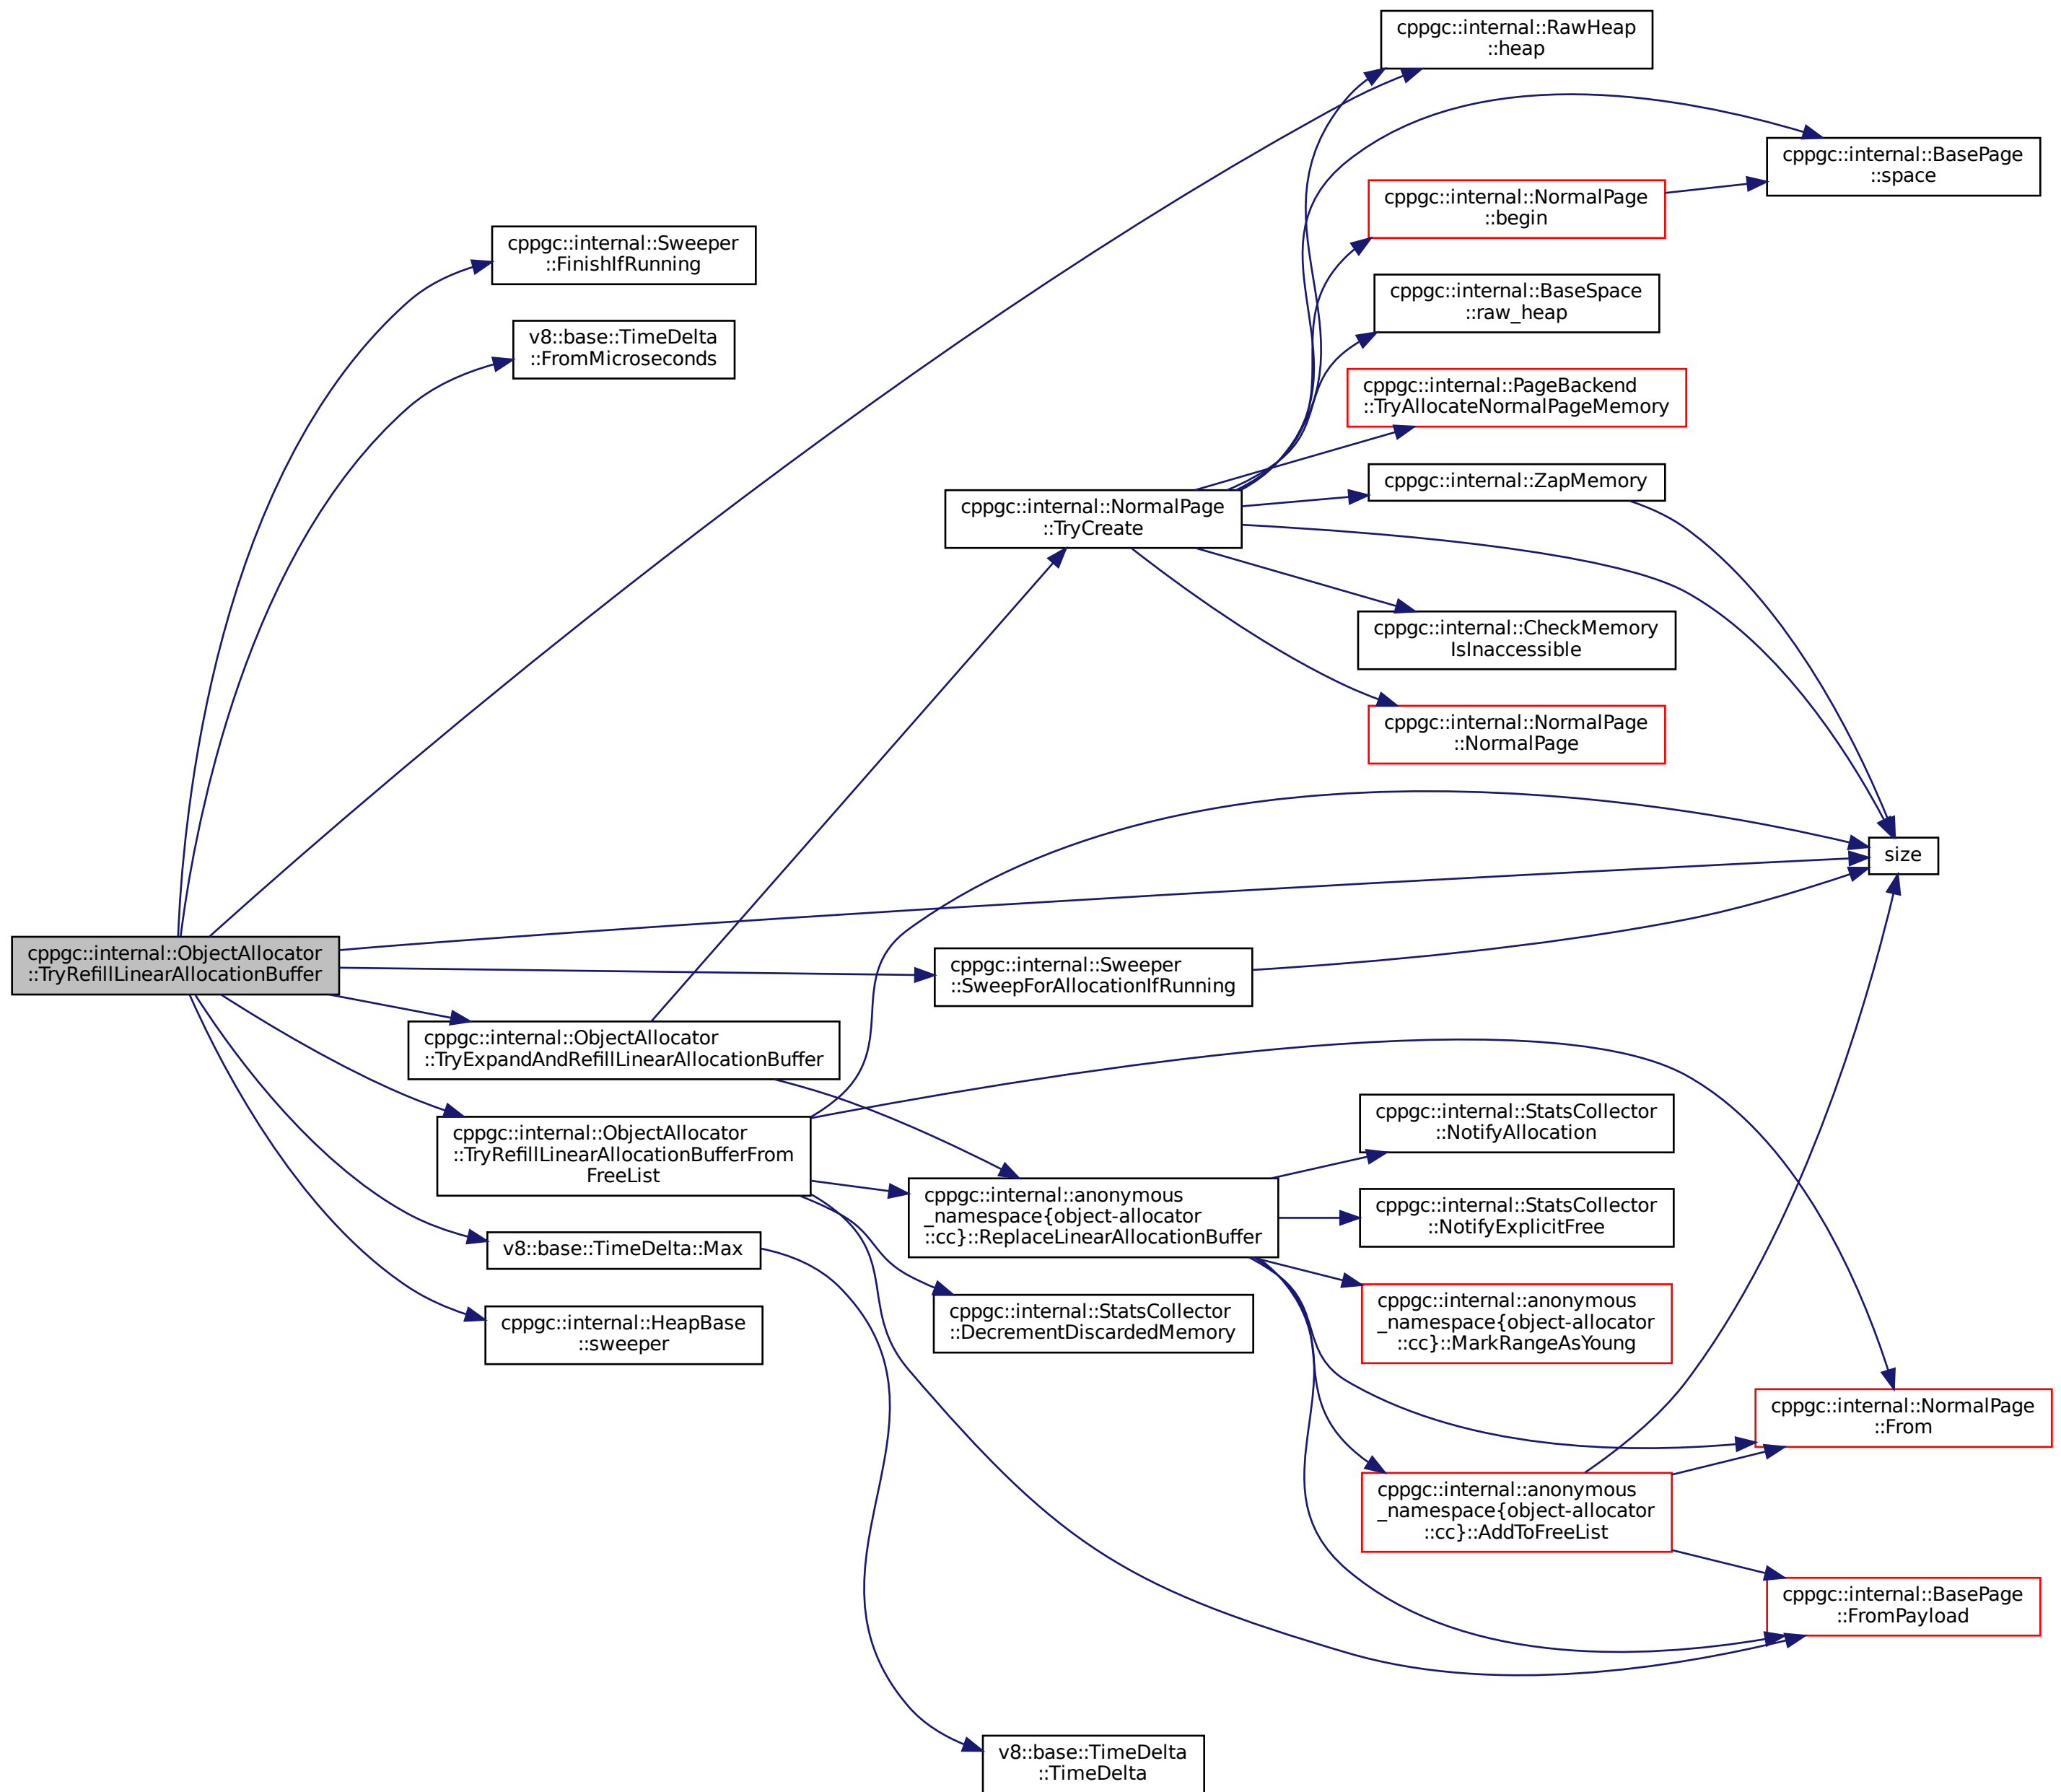 cppgc::internal::RawHeap
::heap
cppgc::internal::BasePage
::space
cppgc::internal::NormalPage
::begin
cppgc::internal::Sweeper
::FinishIfRunning
cppgc::internal::BaseSpace
::raw_heap
v8::base::TimeDelta
::FromMicroseconds
cppgc::internal::PageBackend
::TryAllocateNormalPageMemory
cppgc::internal::ZapMemory
cppgc::internal::NormalPage
::TryCreate
cppgc::internal::CheckMemory
IsInaccessible
cppgc::internal::NormalPage
::NormalPage
size
cppgc::internal::ObjectAllocator
::TryRefillLinearAllocationBuffer
cppgc::internal::Sweeper
::SweepForAllocationIfRunning
cppgc::internal::ObjectAllocator
::TryExpandAndRefillLinearAllocationBuffer
cppgc::internal::StatsCollector
::NotifyAllocation
cppgc::internal::ObjectAllocator
::TryRefillLinearAllocationBufferFrom
FreeList
cppgc::internal::anonymous
_namespace{object-allocator
::cc}::ReplaceLinearAllocationBuffer
cppgc::internal::StatsCollector
::NotifyExplicitFree
v8::base::TimeDelta::Max
cppgc::internal::StatsCollector
::DecrementDiscardedMemory
cppgc::internal::anonymous
_namespace{object-allocator
::cc}::MarkRangeAsYoung
cppgc::internal::HeapBase
::sweeper
cppgc::internal::NormalPage
::From
cppgc::internal::anonymous
_namespace{object-allocator
::cc}::AddToFreeList
cppgc::internal::BasePage
::FromPayload
v8::base::TimeDelta
::TimeDelta